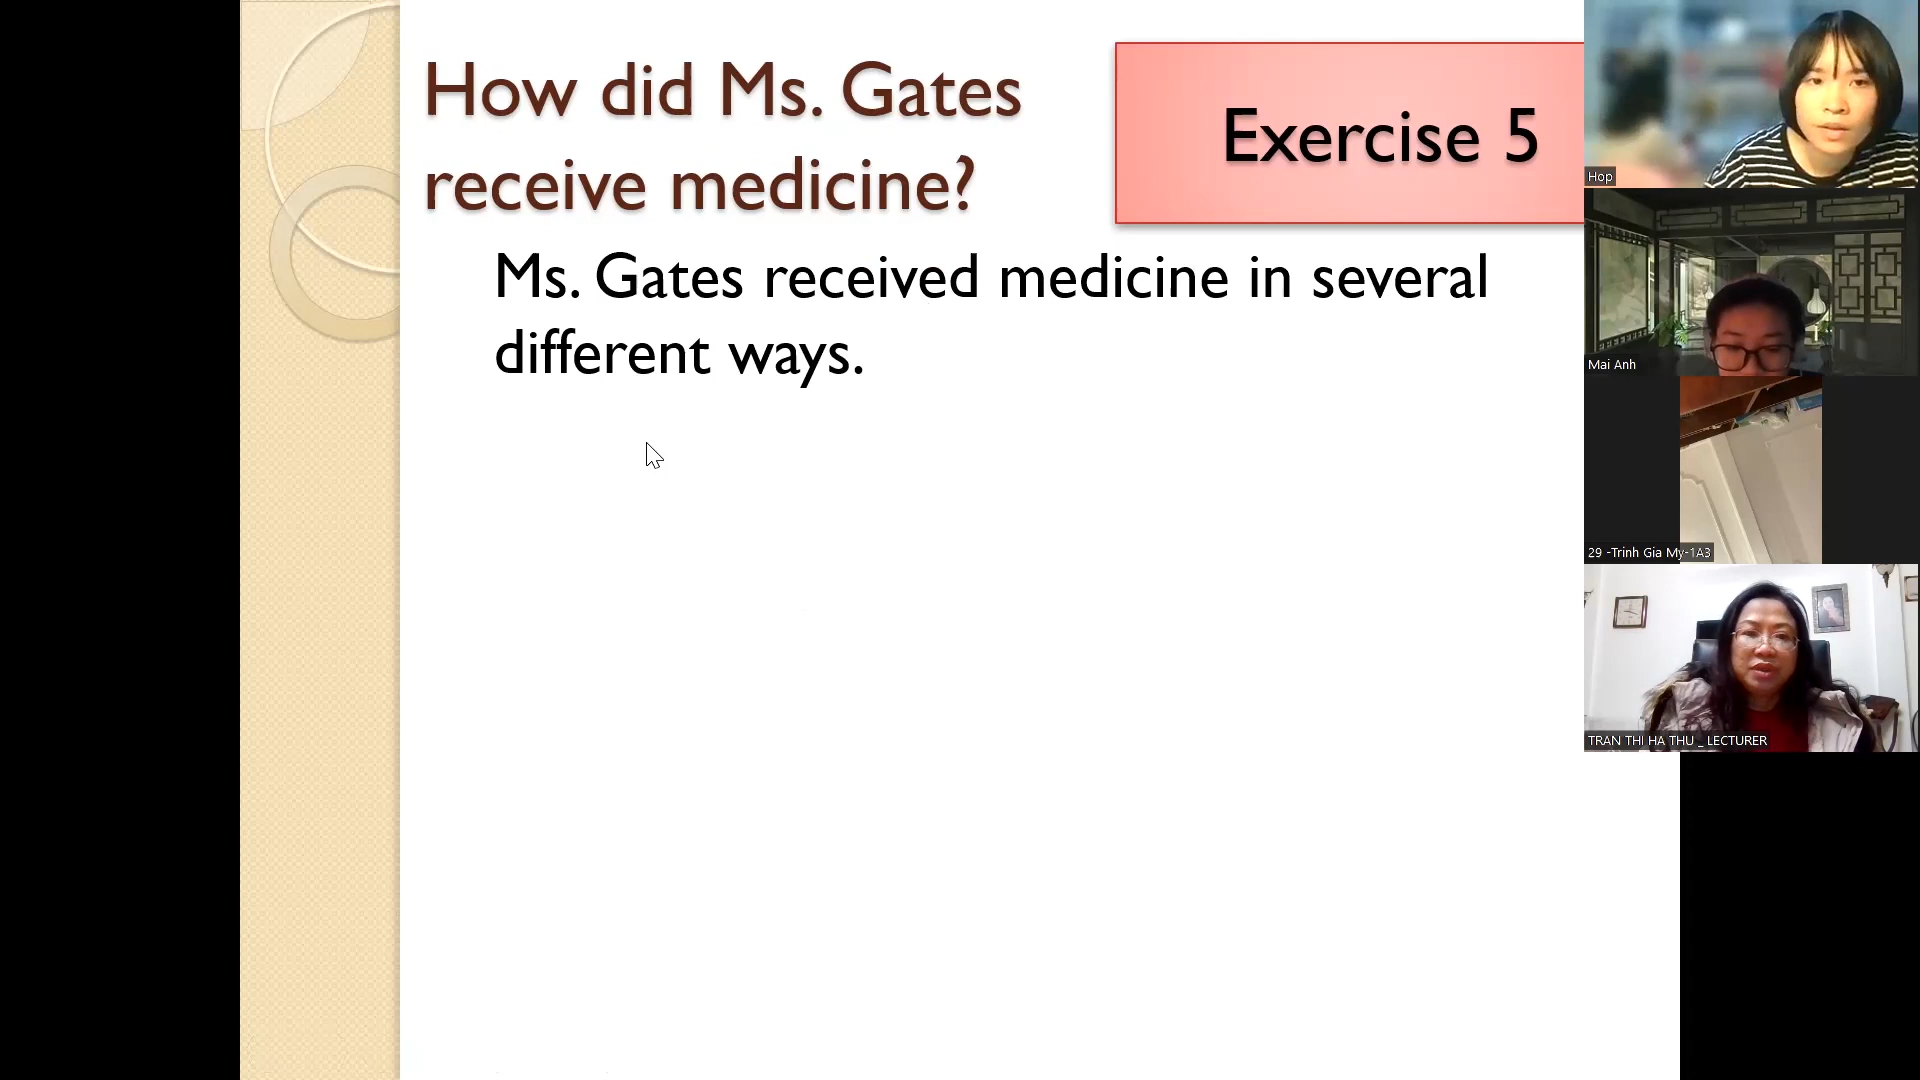 How did Ms. Gates
receive medicine?
Exercise 5
Ms. Gates received medicine in several
different ways.
Hop
Mai Anh
29 -Trinh Gia My-1A3
TRAN THI HA THU _ LECTURER